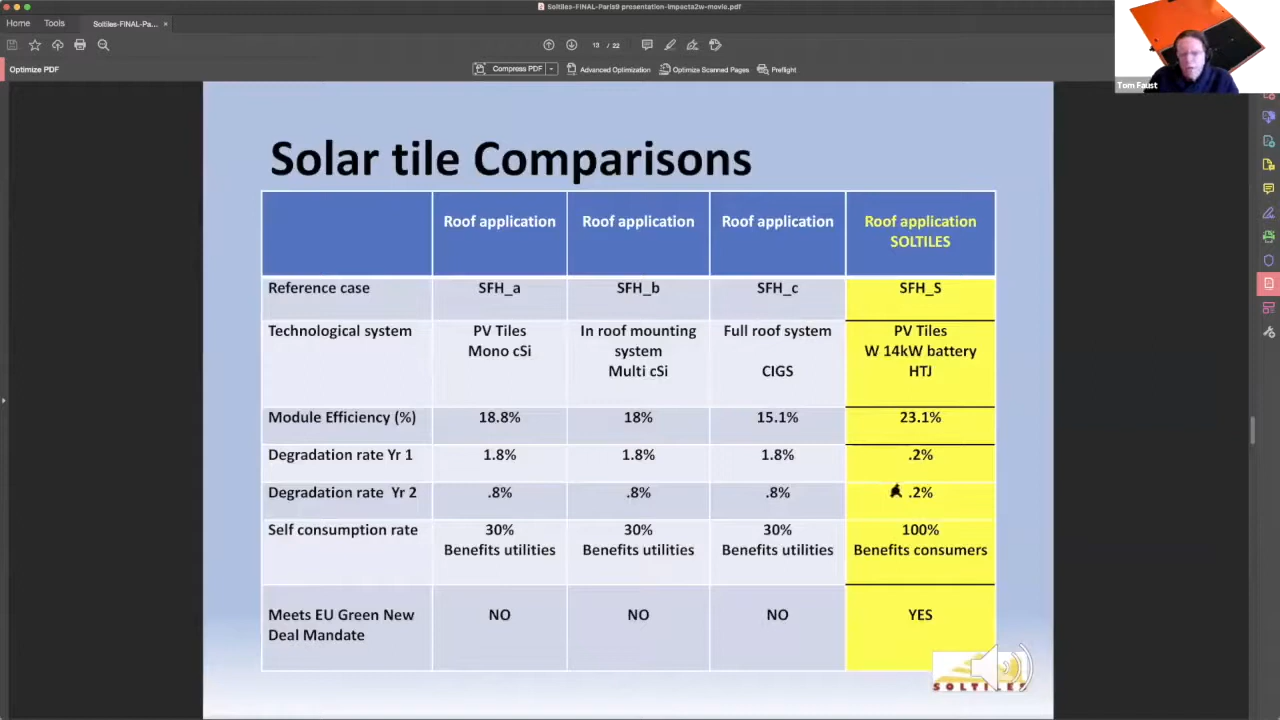 Soltiles-FINAL-Paris9 presentation-impacta2w-movie.pdf
Home Tools Soltiles-FINAL-Pa... ×
13 / 22
Optimize PDF Compress PDF Advanced Optimization Optimize Scanned Pages Preflight
Tom Faust
Solar tile Comparisons
Roof application Roof application Roof application Roof application
SOLTILES
Reference case SFH_a SFH_b SFH_c SFH_S
Technological system PV Tiles In roof mounting Full roof system PV Tiles
Mono cSi system W 14kW battery
Multi cSi CIGS HTJ
Module Efficiency (%) 18.8% 18% 15.1% 23.1%
Degradation rate Yr 1 1.8% 1.8% 1.8% .2%
Degradation rate Yr 2 .8% .8% .8% .2%
Self consumption rate 30% 30% 30% 100%
Benefits utilities Benefits utilities Benefits utilities Benefits consumers
Meets EU Green New NO NO NO YES
Deal Mandate
SOLTILES